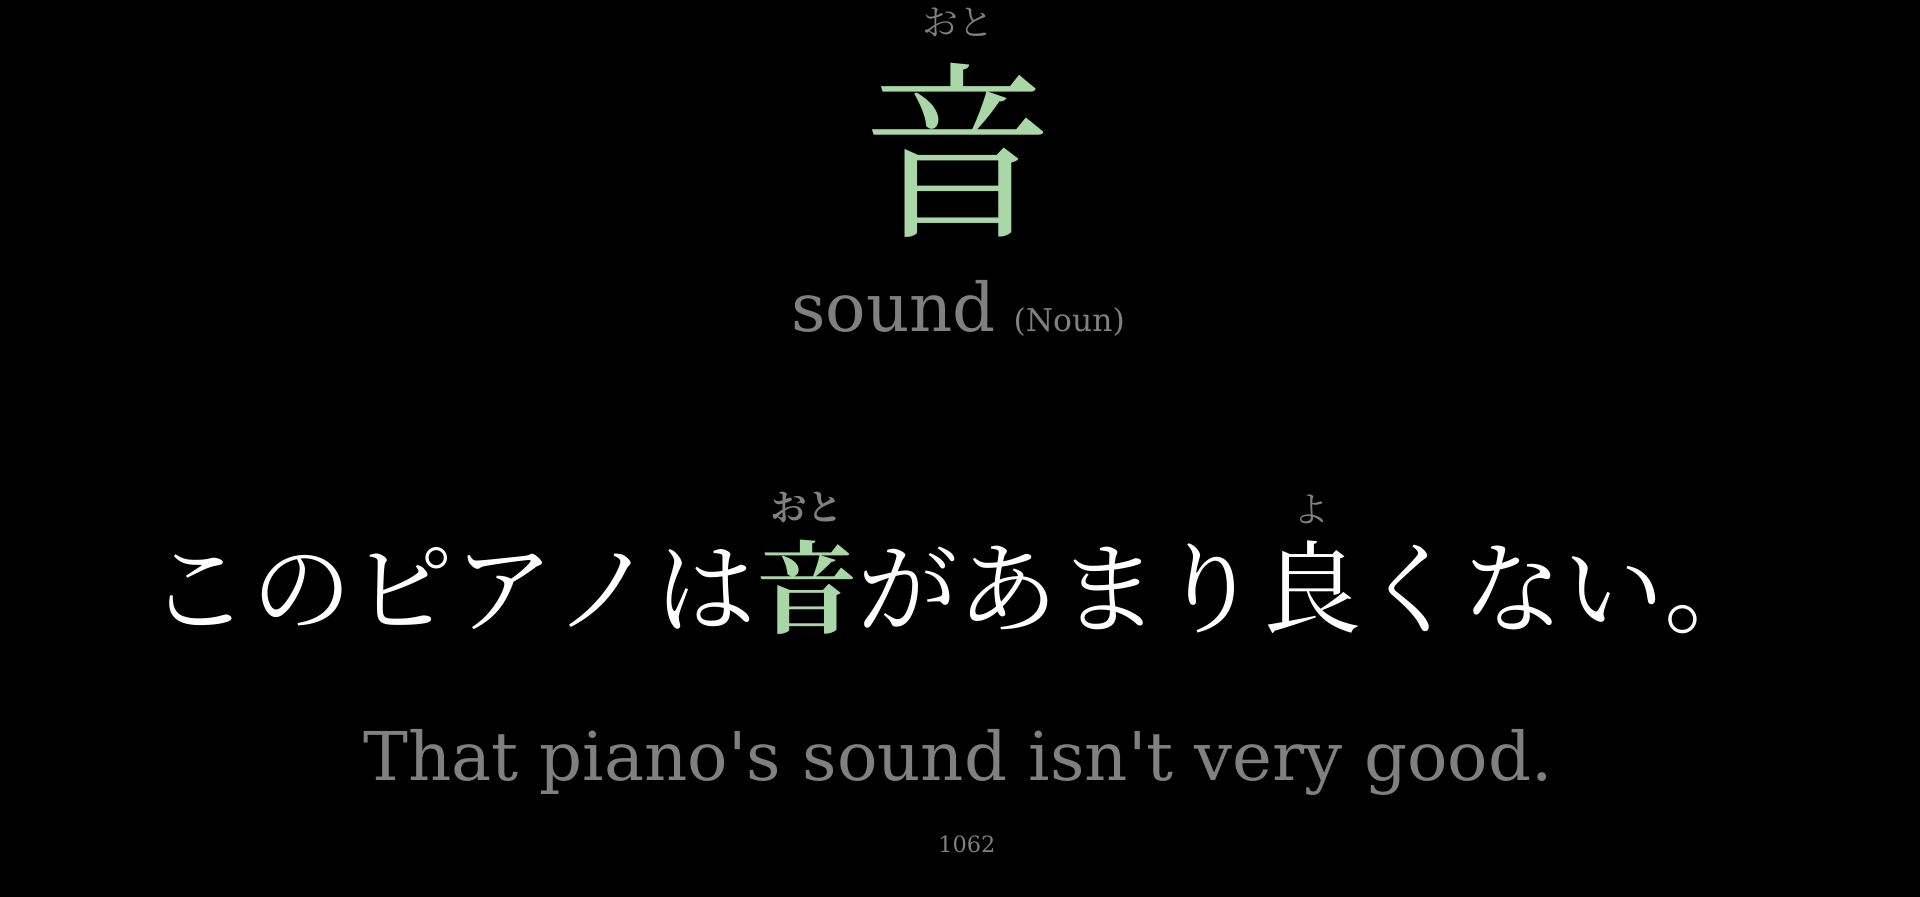 おと
音
sound (Noun)
おと よ
このピアノは音があまり良くない。
That piano's sound isn't very good.
1062